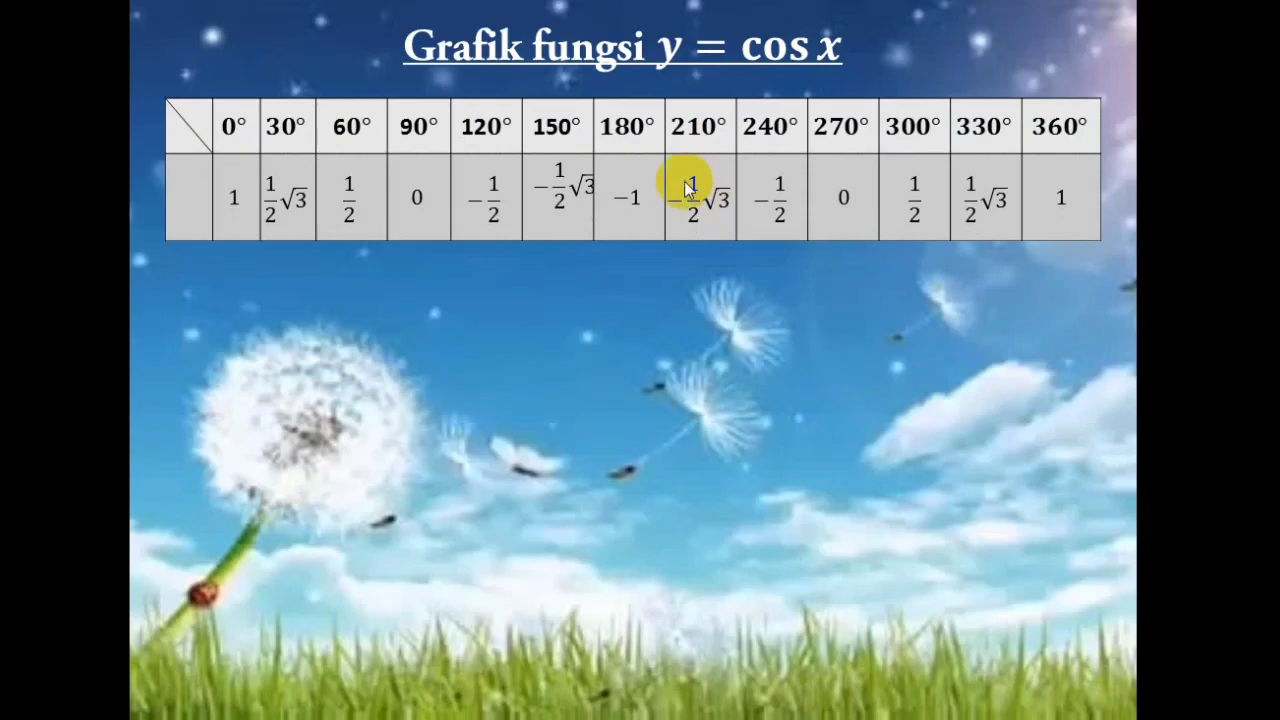 Grafik fungsi y = cos x
0° 30° 60° 90° 120° 150° 180° 210° 240° 270° 300° 330° 360°
1 1/2√3 1/2 0 −1/2 −1/2√3 −1 −1/2√3 −1/2 0 1/2 1/2√3 1